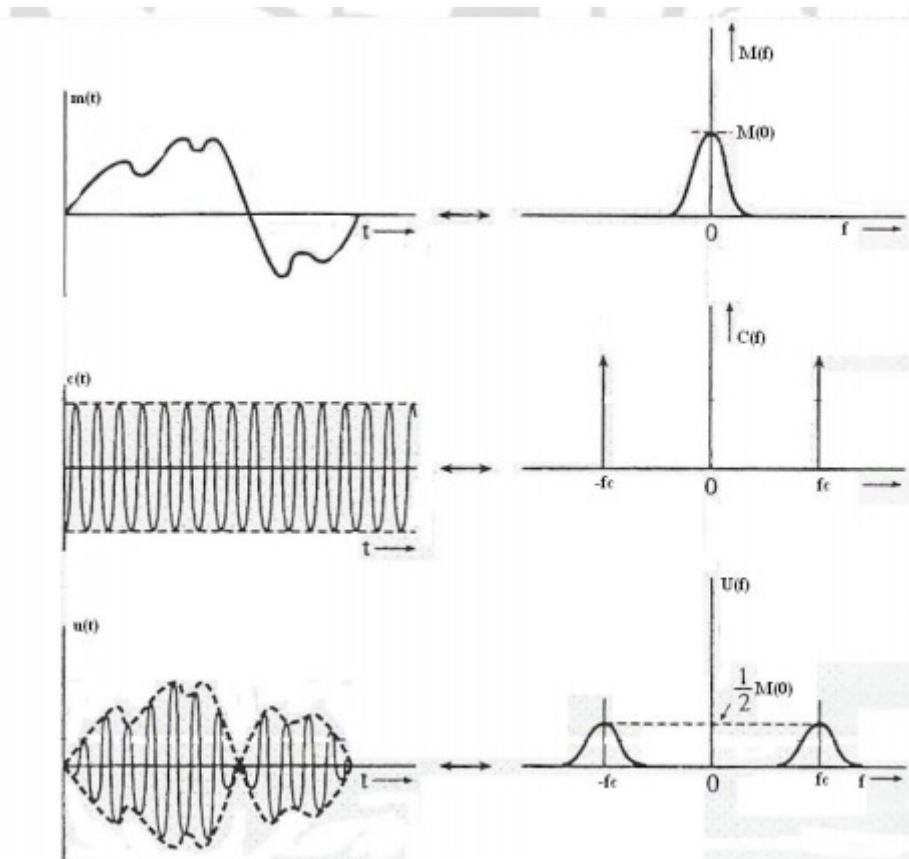 m(t)
t
M(f)
M(0)
0
f
c(t)
t
C(f)
-fc
0
fc
u(t)
t
U(f)
1/2 M(0)
-fc
0
fc
f